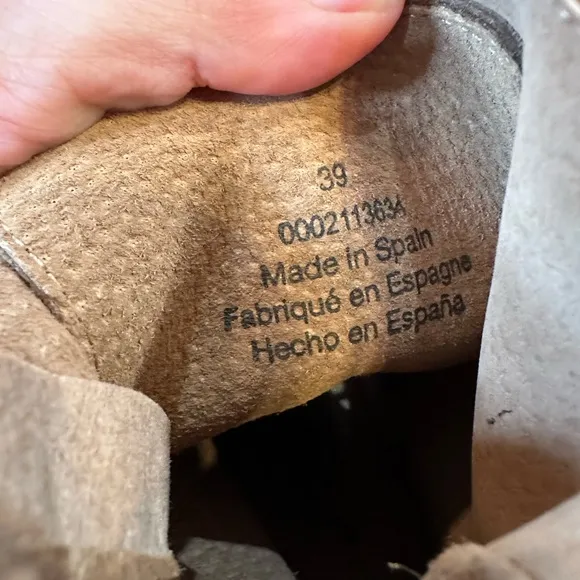 39
0002113634
Made in Spain
Fabriqué en Espagne
Hecho en España